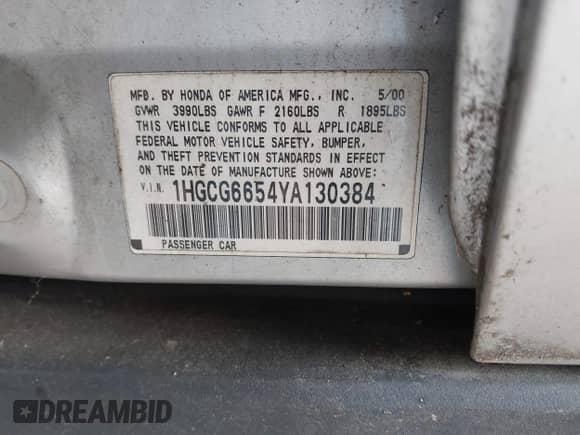 MFD. BY HONDA OF AMERICA MFG., INC. 5/00
GVWR 3990LBS GAWR F 2160LBS R 1895LBS
THIS VEHICLE CONFORMS TO ALL APPLICABLE
FEDERAL MOTOR VEHICLE SAFETY, BUMPER,
AND THEFT PREVENTION STANDARDS IN EFFECT
ON THE DATE OF MANUFACTURE SHOWN ABOVE:
V.I.N. 1HGCG6654YA130384
PASSENGER CAR
DREAMBID